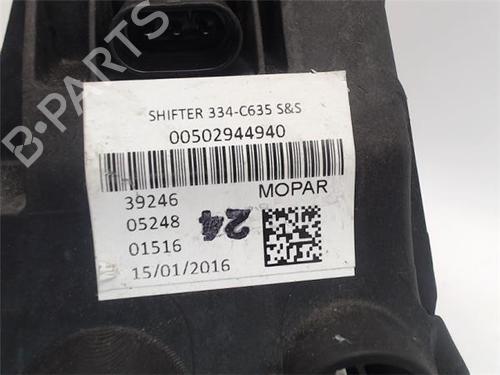 SHIFTER 334-C635 S&S
00502944940
39246 MOPAR
05248 24
01516
15/01/2016
B-PARTS